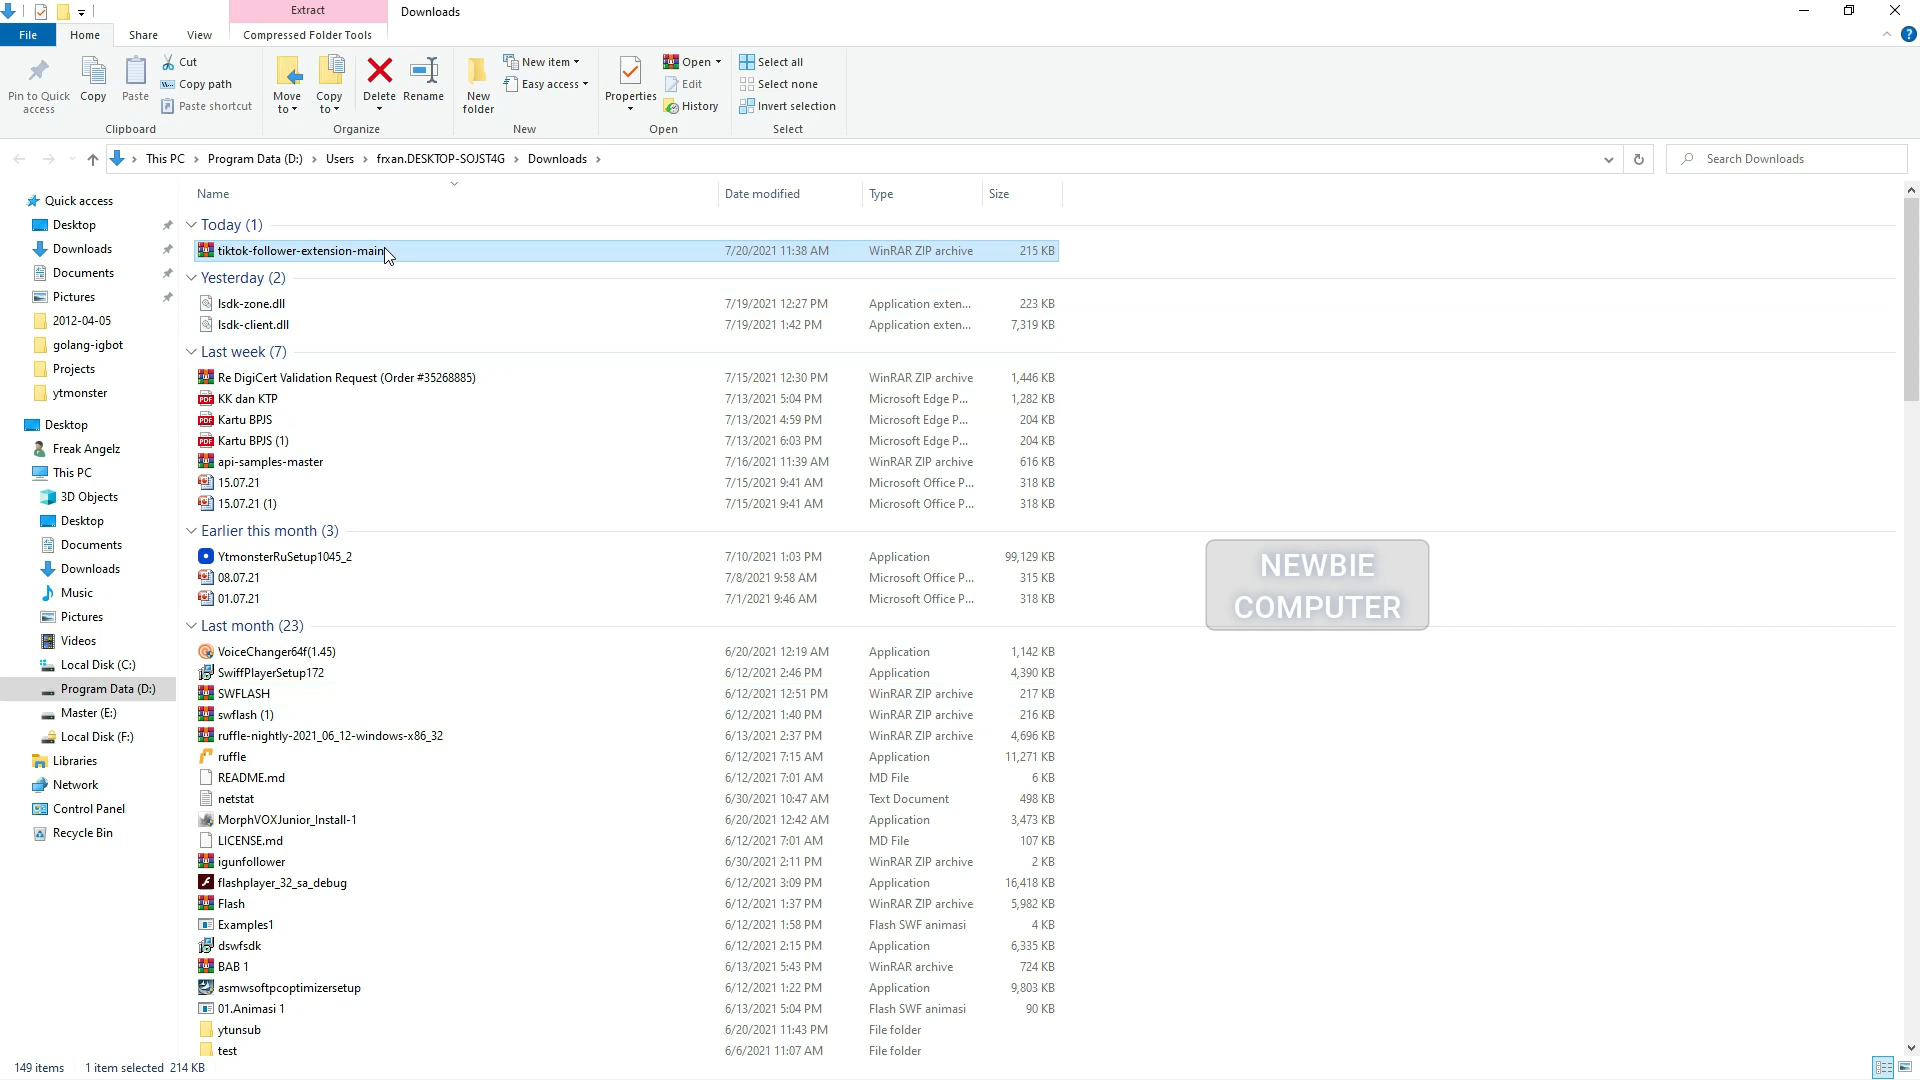 Extract
Downloads
File
Home
Share
View
Compressed Folder Tools
Pin to Quick access
Copy
Paste
Cut
Copy path
Paste shortcut
Clipboard
Move to
Copy to
Delete
Rename
Organize
New folder
New item
Easy access
New
Properties
Open
Edit
History
Open
Select all
Select none
Invert selection
Select
This PC > Program Data (D:) > Users > frxan.DESKTOP-SOJST4G > Downloads >
Search Downloads
Quick access
Desktop
Downloads
Documents
Pictures
2012-04-05
golang-igbot
Projects
ytmonster
Desktop
Freak Angelz
This PC
3D Objects
Desktop
Documents
Downloads
Music
Pictures
Videos
Local Disk (C:)
Program Data (D:)
Master (E:)
Local Disk (F:)
Libraries
Network
Control Panel
Recycle Bin
Name Date modified Type Size
Today (1)
tiktok-follower-extension-main 7/20/2021 11:38 AM WinRAR ZIP archive 215 KB
Yesterday (2)
lsdk-zone.dll 7/19/2021 12:27 PM Application exten... 223 KB
lsdk-client.dll 7/19/2021 1:42 PM Application exten... 7,319 KB
Last week (7)
Re DigiCert Validation Request (Order #35268885) 7/15/2021 12:30 PM WinRAR ZIP archive 1,446 KB
KK dan KTP 7/13/2021 5:04 PM Microsoft Edge P... 1,282 KB
Kartu BPJS 7/13/2021 4:59 PM Microsoft Edge P... 204 KB
Kartu BPJS (1) 7/13/2021 6:03 PM Microsoft Edge P... 204 KB
api-samples-master 7/16/2021 11:39 AM WinRAR ZIP archive 616 KB
15.07.21 7/15/2021 9:41 AM Microsoft Office P... 318 KB
15.07.21 (1) 7/15/2021 9:41 AM Microsoft Office P... 318 KB
Earlier this month (3)
YtmonsterRuSetup1045_2 7/10/2021 1:03 PM Application 99,129 KB
08.07.21 7/8/2021 9:58 AM Microsoft Office P... 315 KB
01.07.21 7/1/2021 9:46 AM Microsoft Office P... 318 KB
NEWBIE
COMPUTER
Last month (23)
VoiceChanger64f(1.45) 6/20/2021 12:19 AM Application 1,142 KB
SwiffPlayerSetup172 6/12/2021 2:46 PM Application 4,390 KB
SWFLASH 6/12/2021 12:51 PM WinRAR ZIP archive 217 KB
swflash (1) 6/12/2021 1:40 PM WinRAR ZIP archive 216 KB
ruffle-nightly-2021_06_12-windows-x86_32 6/13/2021 2:37 PM WinRAR ZIP archive 4,696 KB
ruffle 6/12/2021 7:15 AM Application 11,271 KB
README.md 6/12/2021 7:01 AM MD File 6 KB
netstat 6/30/2021 10:47 AM Text Document 498 KB
MorphVOXJunior_Install-1 6/20/2021 12:42 AM Application 3,473 KB
LICENSE.md 6/12/2021 7:01 AM MD File 107 KB
igunfollower 6/30/2021 2:11 PM WinRAR ZIP archive 2 KB
flashplayer_32_sa_debug 6/12/2021 3:09 PM Application 16,418 KB
Flash 6/12/2021 1:37 PM WinRAR ZIP archive 5,982 KB
Examples1 6/12/2021 1:58 PM Flash SWF animasi 4 KB
dswfsdk 6/12/2021 2:15 PM Application 6,335 KB
BAB 1 6/13/2021 5:43 PM WinRAR archive 724 KB
asmwsoftpcoptimizersetup 6/12/2021 1:22 PM Application 9,803 KB
01.Animasi 1 6/13/2021 5:04 PM Flash SWF animasi 90 KB
ytunsub 6/20/2021 11:43 PM File folder
test 6/6/2021 11:07 AM File folder
149 items 1 item selected 214 KB